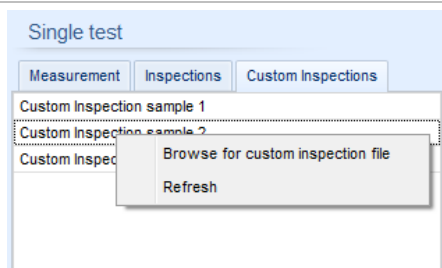 Single test
Measurement Inspections Custom Inspections
Custom Inspection sample 1
Custom Inspection sample 2
Custom
Browse for custom inspection file
Refresh